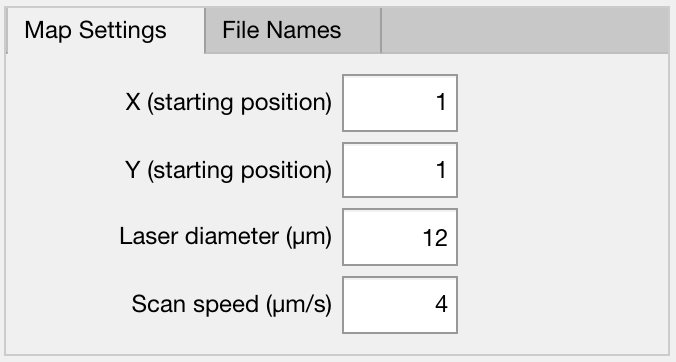 Map Settings File Names
X (starting position) 1
Y (starting position) 1
Laser diameter (µm) 12
Scan speed (µm/s) 4